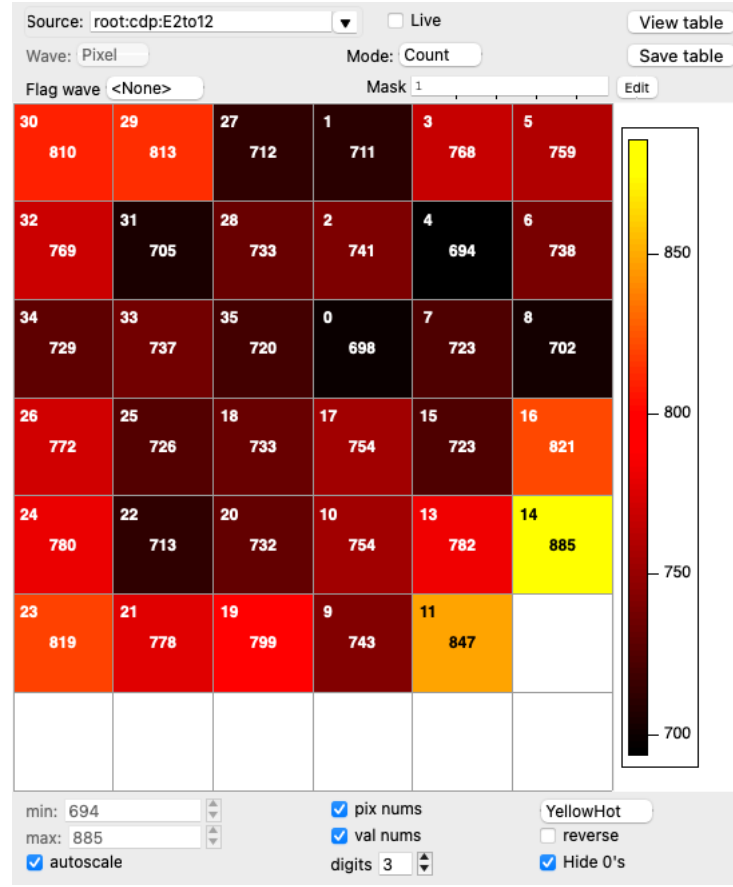 Source: root:cdp:E2to12 Live View table
Wave: Pixel Mode: Count Save table
Flag wave <None> Mask 1 Edit
30 29 27 1 3 5
810 813 712 711 768 759
32 31 28 2 4 6
769 705 733 741 694 738
850
34 33 35 0 7 8
729 737 720 698 723 702
800
26 25 18 17 15 16
772 726 733 754 723 821
24 22 20 10 13 14
780 713 732 754 782 885
750
23 21 19 9 11
819 778 799 743 847
700
min: 694 pix nums YellowHot
max: 885 val nums reverse
autoscale digits 3 Hide 0's